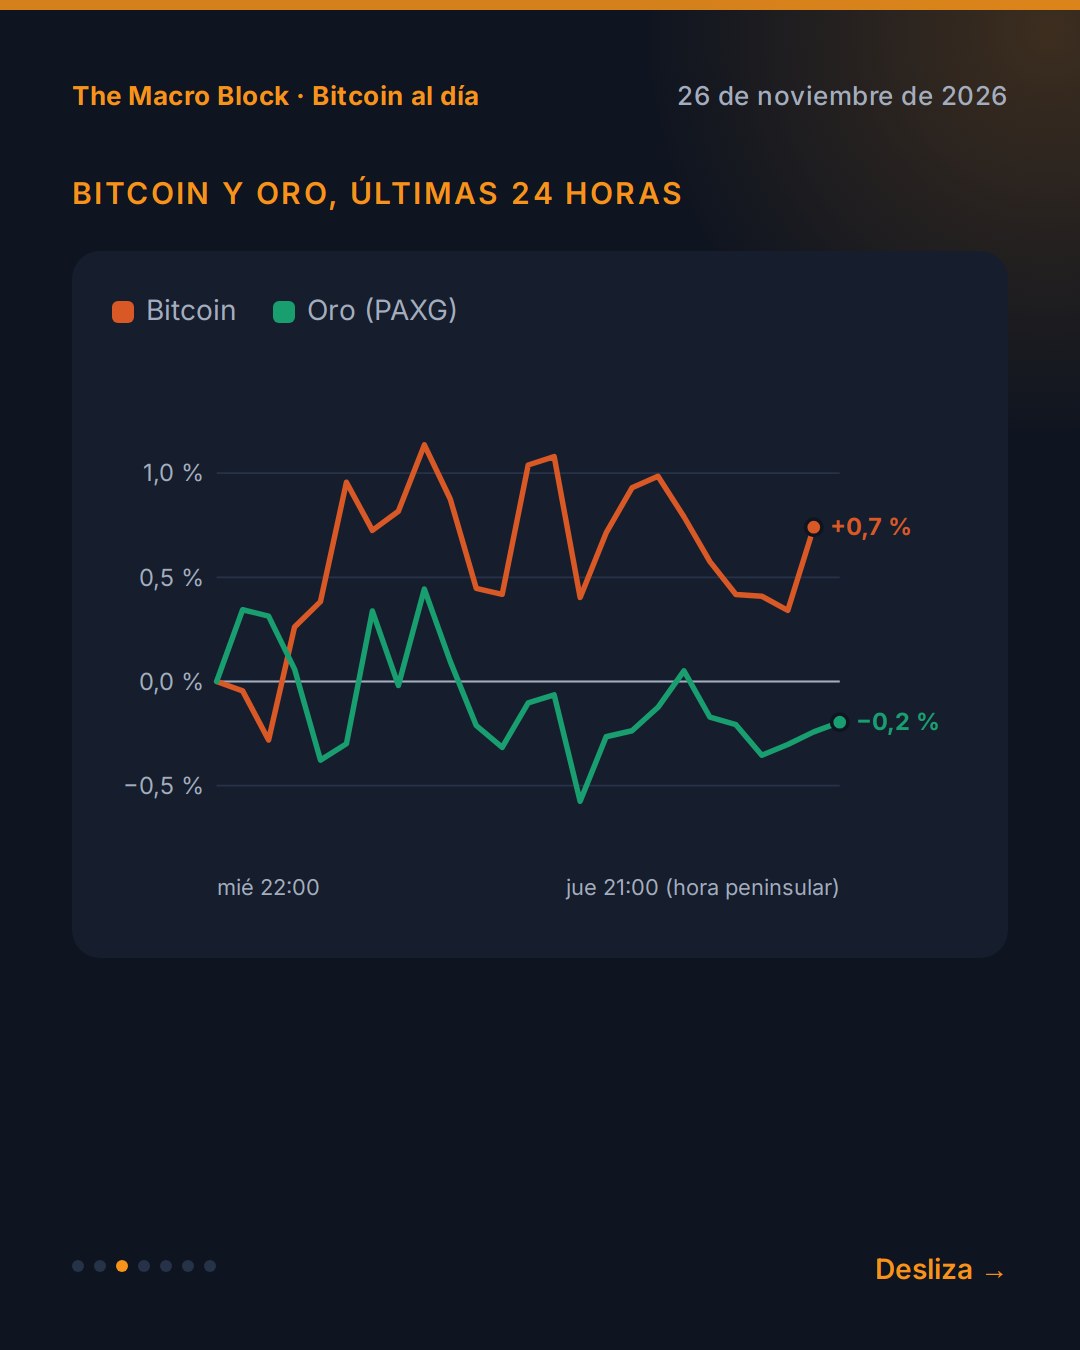 The Macro Block · Bitcoin al día
26 de noviembre de 2026
BITCOIN Y ORO, ÚLTIMAS 24 HORAS
Bitcoin
Oro (PAXG)
1,0 %
0,5 %
0,0 %
−0,5 %
+0,7 %
−0,2 %
mié 22:00
jue 21:00 (hora peninsular)
Desliza →